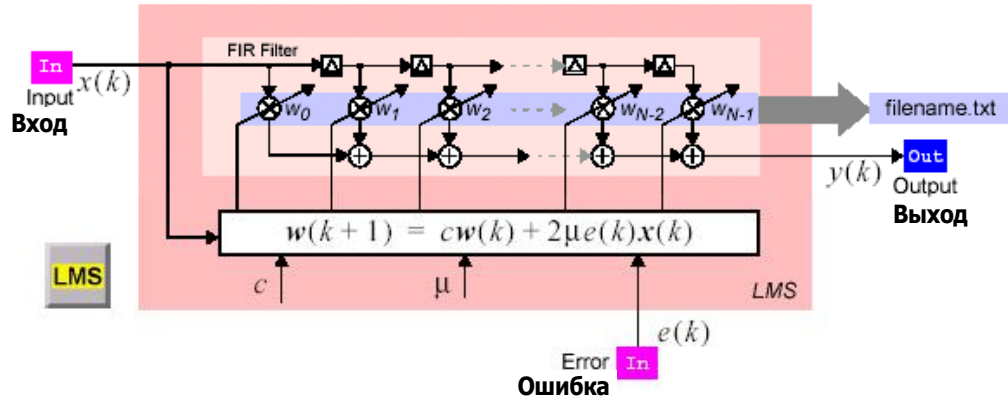 FIR Filter
In
x(k)
Input
Вход
Δ Δ Δ Δ
w0 w1 w2 wN-2 wN-1
filename.txt
Out
y(k)
Output
Выход
w(k + 1) = cw(k) + 2μe(k)x(k)
LMS
c μ
LMS
e(k)
Error In
Ошибка